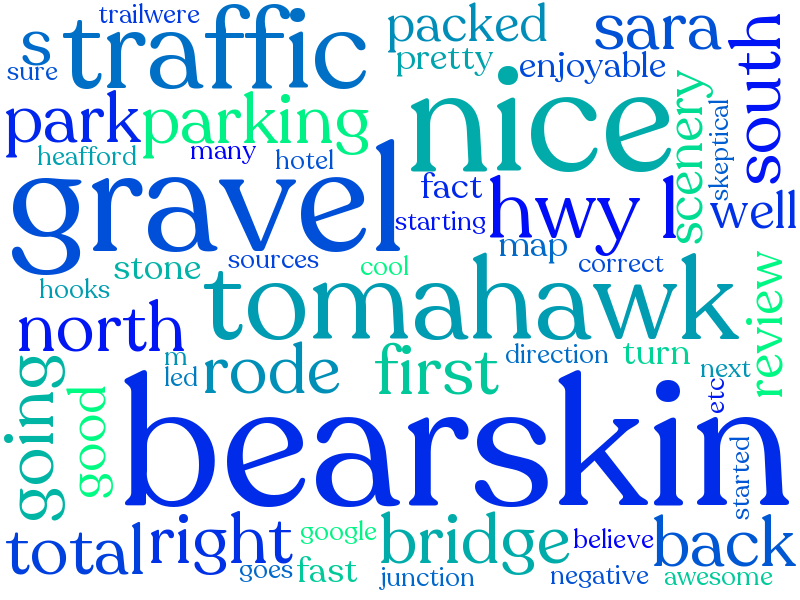 trailwere
s
traffic
packed
sara
south
sure
pretty
enjoyable
park
parking
nice
scenery
skeptical
heafford
many
hotel
gravel
fact
hwy l
well
starting
map
stone
sources
cool
correct
hooks
tomahawk
review
north
m
led
rode
first
direction
turn
next
going
good
bearskin
etc
started
total
right
google
bridge
believe
back
goes
fast
junction
negative
awesome